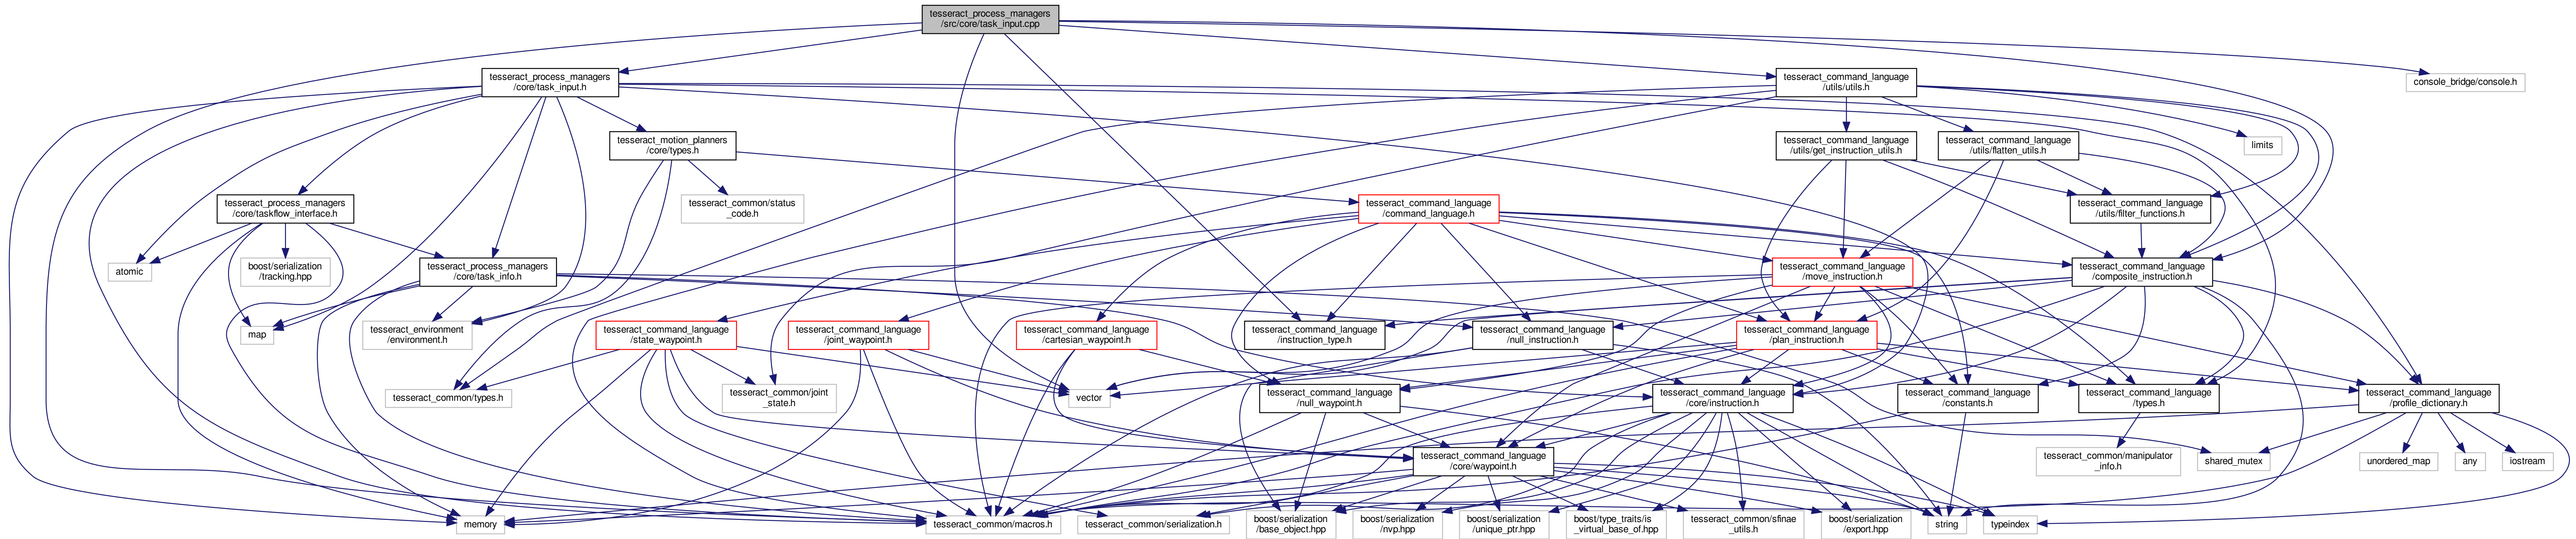 tesseract_process_managers
/src/core/task_input.cpp
tesseract_process_managers
/core/task_input.h
tesseract_command_language
/utils/utils.h
console_bridge/console.h
tesseract_motion_planners
/core/types.h
tesseract_command_language
/utils/get_instruction_utils.h
tesseract_command_language
/utils/flatten_utils.h
limits
tesseract_process_managers
/core/taskflow_interface.h
tesseract_common/status
_code.h
tesseract_command_language
/command_language.h
tesseract_command_language
/utils/filter_functions.h
atomic
boost/serialization
/tracking.hpp
tesseract_process_managers
/core/task_info.h
tesseract_command_language
/move_instruction.h
tesseract_command_language
/composite_instruction.h
map
tesseract_environment
/environment.h
tesseract_command_language
/state_waypoint.h
tesseract_command_language
/joint_waypoint.h
tesseract_command_language
/cartesian_waypoint.h
tesseract_command_language
/instruction_type.h
tesseract_command_language
/null_instruction.h
tesseract_command_language
/plan_instruction.h
tesseract_common/types.h
tesseract_common/joint
_state.h
vector
tesseract_command_language
/null_waypoint.h
tesseract_command_language
/core/instruction.h
tesseract_command_language
/constants.h
tesseract_command_language
/types.h
tesseract_command_language
/profile_dictionary.h
tesseract_command_language
/core/waypoint.h
tesseract_common/manipulator
_info.h
shared_mutex
unordered_map
any
iostream
memory
tesseract_common/macros.h
tesseract_common/serialization.h
boost/serialization
/base_object.hpp
boost/serialization
/nvp.hpp
boost/serialization
/unique_ptr.hpp
boost/type_traits/is
_virtual_base_of.hpp
tesseract_common/sfinae
_utils.h
boost/serialization
/export.hpp
string
typeindex